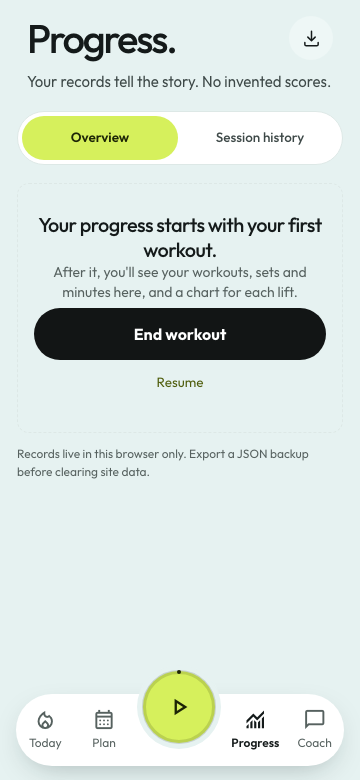 Progress.
Your records tell the story. No invented scores.
Overview
Session history
Your progress starts with your first
workout.
After it, you'll see your workouts, sets and
minutes here, and a chart for each lift.
End workout
Resume
Records live in this browser only. Export a JSON backup
before clearing site data.
Today
Plan
Progress
Coach